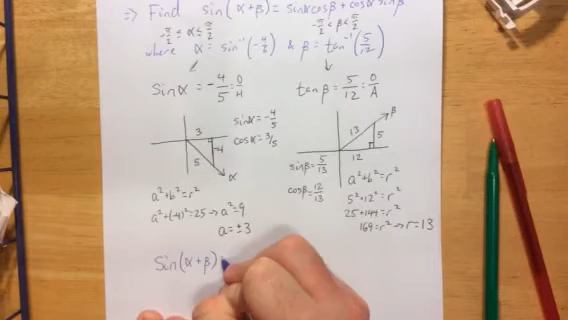 ⇒ Find sin(α+β) = sinαcosβ + cosαsinβ
-π/2 ≤ α ≤ π/2
-π/2 < β < π/2
where α = sin⁻¹(-4/5) & β = tan⁻¹(5/12)
Sinα = -4/5 = O/H
tanβ = 5/12 = O/A
sinα = -4/5
cosα = 3/5
3
-4
5
α
β
13
5
12
sinβ = 5/13
cosβ = 12/13
a²+b²=r²
a²+(-4)²=25 → a²=9
a=±3
a²+b²=r²
5²+12²=r²
25+144=r²
169=r² → r=13
Sin(α+β)